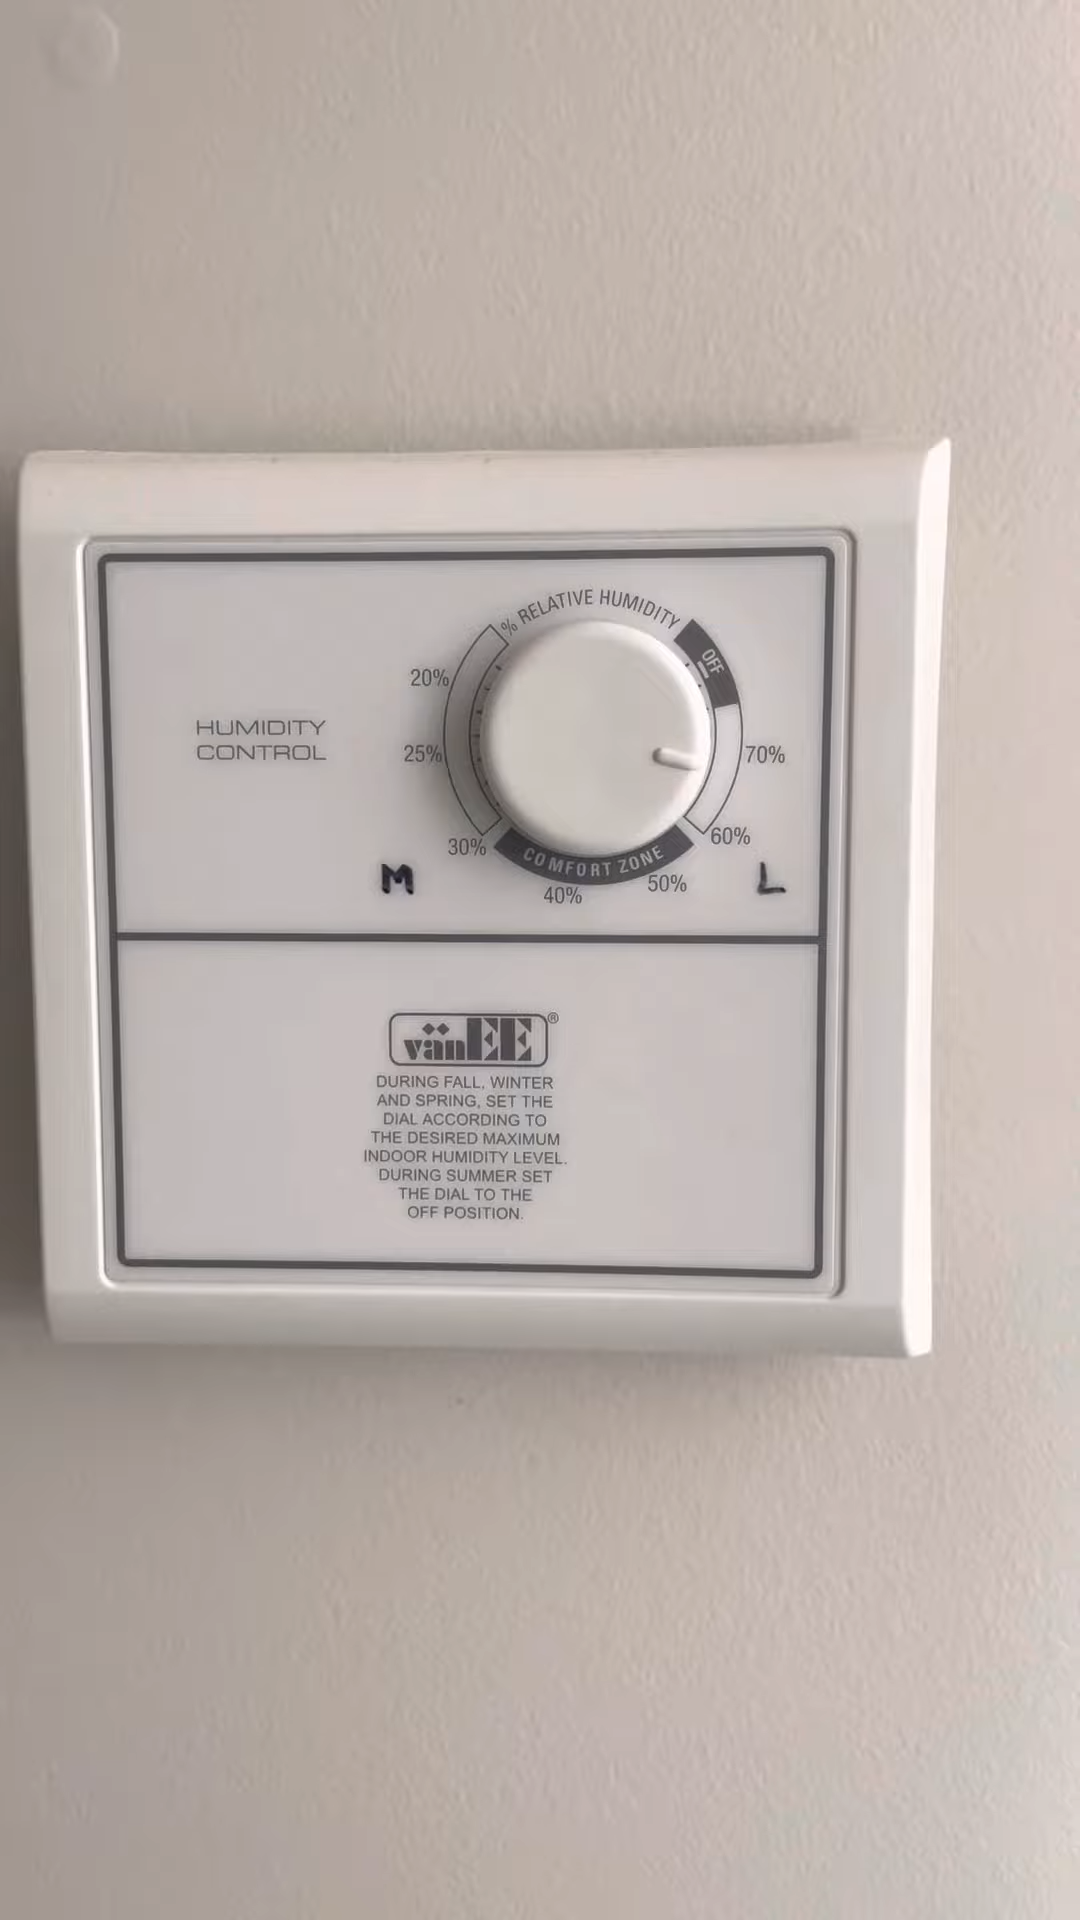 % RELATIVE HUMIDITY
OFF
20%
HUMIDITY
CONTROL
25%
70%
30%
60%
COMFORT ZONE
40%
50%
M
L
vänEE®
DURING FALL, WINTER
AND SPRING, SET THE
DIAL ACCORDING TO
THE DESIRED MAXIMUM
INDOOR HUMIDITY LEVEL.
DURING SUMMER SET
THE DIAL TO THE
OFF POSITION.